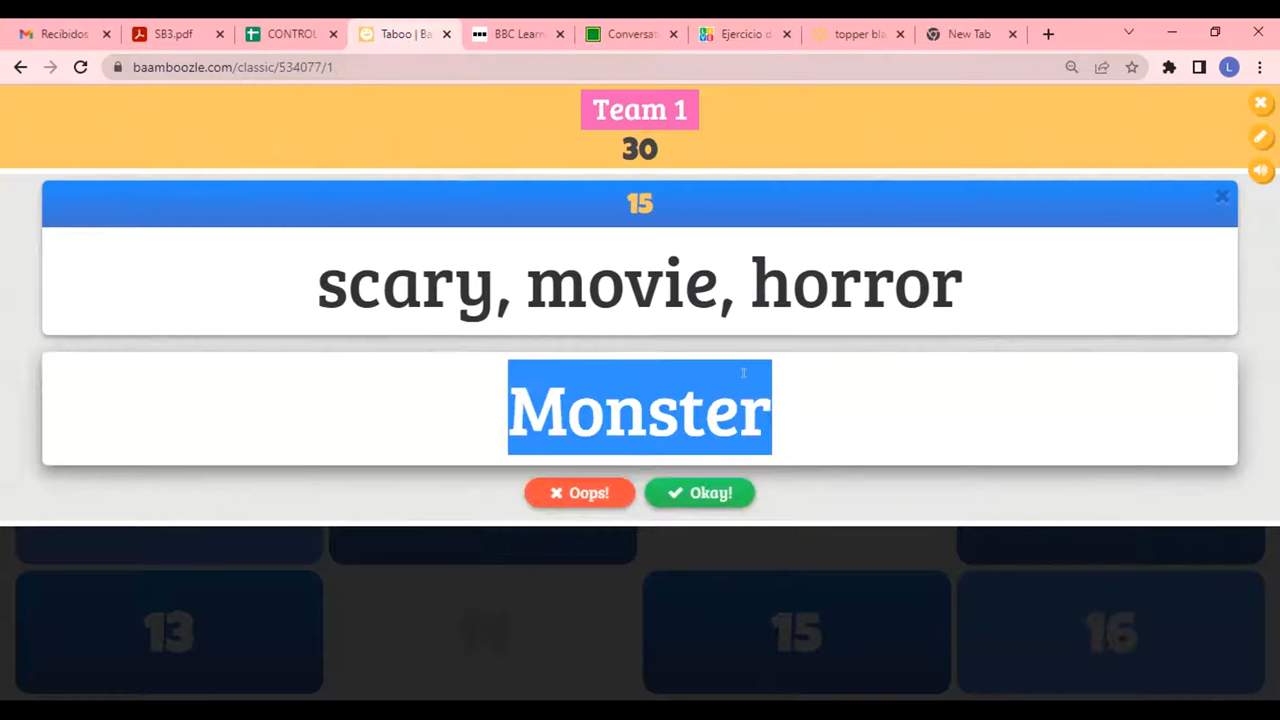 Recibidos
SB3.pdf
CONTROL
Taboo | Ba
BBC Learn
Conversat
Ejercicio d
topper bla
New Tab
baamboozle.com/classic/534077/1
L
Team 1
30
15
scary, movie, horror
Monster
Oops!
Okay!
13
14
15
16